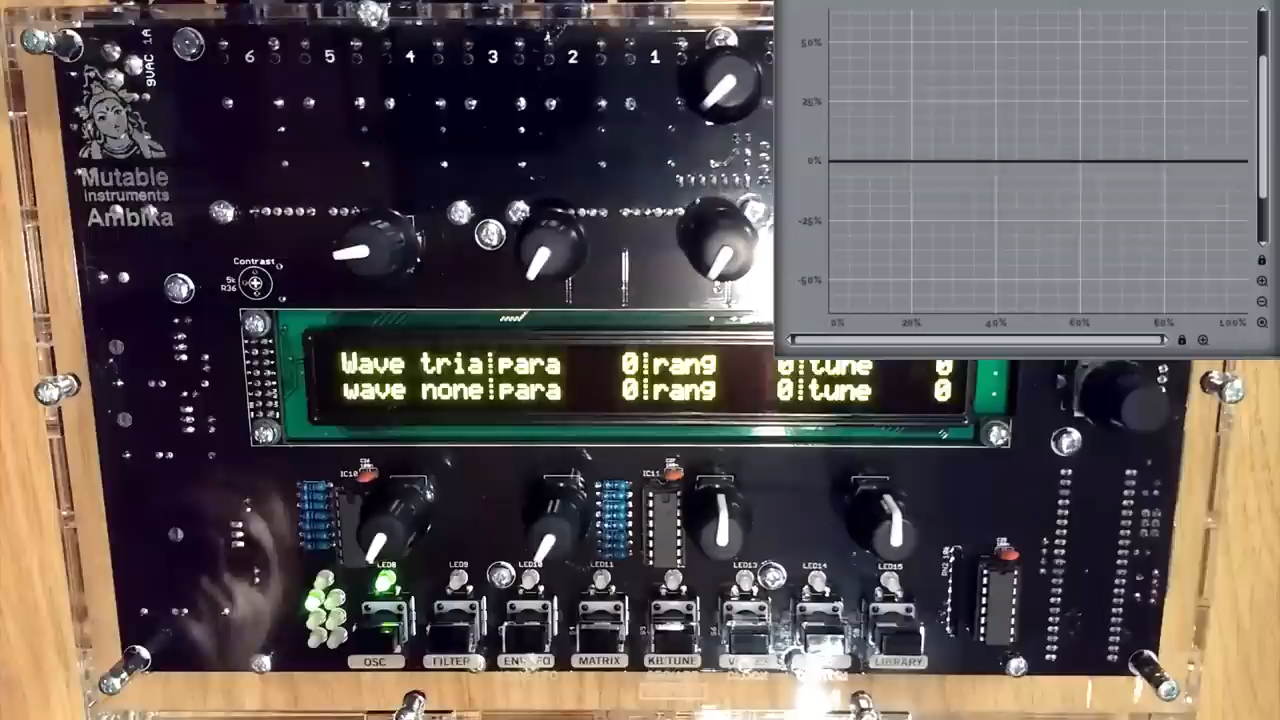 9VAC 1A
6 5 4 3 2 1
Mutable
instruments
Ambika
Contrast
5k
R36
50%
25%
0%
-25%
-50%
0% 20% 40% 60% 80% 100%
Wave tria para 0 rang 0 tune 0
wave none para 0 rang 0 tune 0
IC10
IC11
LED8 LED9 LED10 LED11 LED13 LED14 LED15
OSC FILTER MATRIX LIBRARY